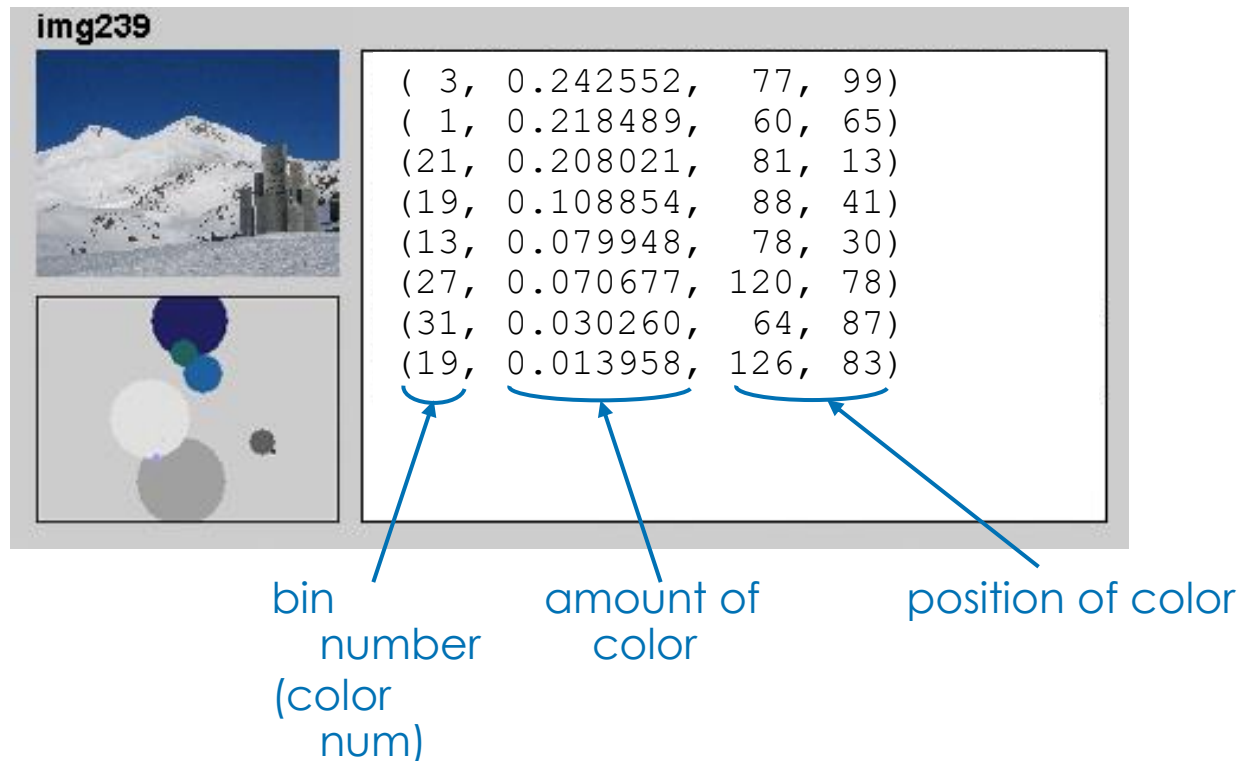 img239
( 3, 0.242552, 77, 99)
( 1, 0.218489, 60, 65)
(21, 0.208021, 81, 13)
(19, 0.108854, 88, 41)
(13, 0.079948, 78, 30)
(27, 0.070677, 120, 78)
(31, 0.030260, 64, 87)
(19, 0.013958, 126, 83)
bin
number
(color
num)
amount of
color
position of color